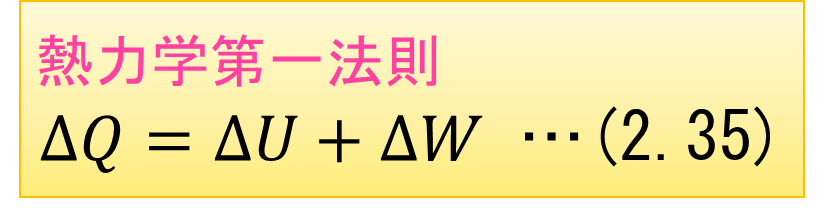 熱力学第一法則
ΔQ = ΔU + ΔW …(2.35)